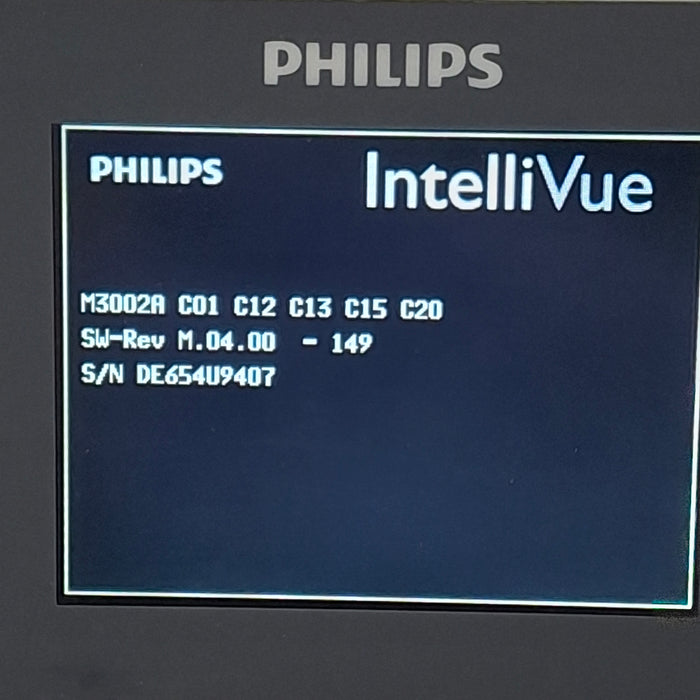 PHILIPS
PHILIPS IntelliVue
M3002A C01 C12 C13 C15 C20
SW-Rev M.04.00 - 149
S/N DE654U9407